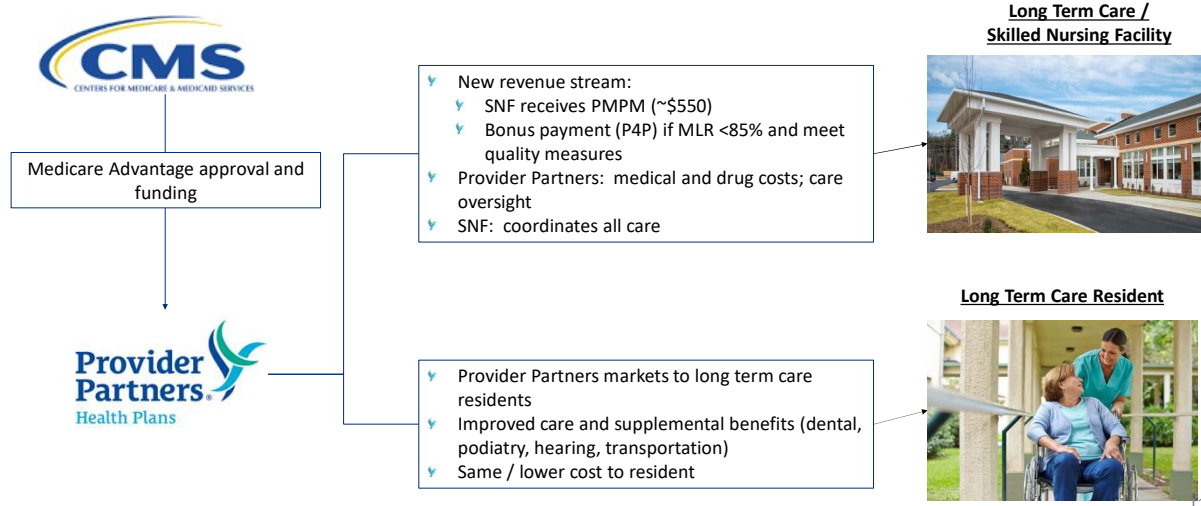 CMS
CENTERS FOR MEDICARE & MEDICAID SERVICES
Medicare Advantage approval and
funding
Provider
Partners®
Health Plans
New revenue stream:
SNF receives PMPM (~$550)
Bonus payment (P4P) if MLR <85% and meet
quality measures
Provider Partners: medical and drug costs; care
oversight
SNF: coordinates all care
Long Term Care /
Skilled Nursing Facility
Provider Partners markets to long term care
residents
Improved care and supplemental benefits (dental,
podiatry, hearing, transportation)
Same / lower cost to resident
Long Term Care Resident